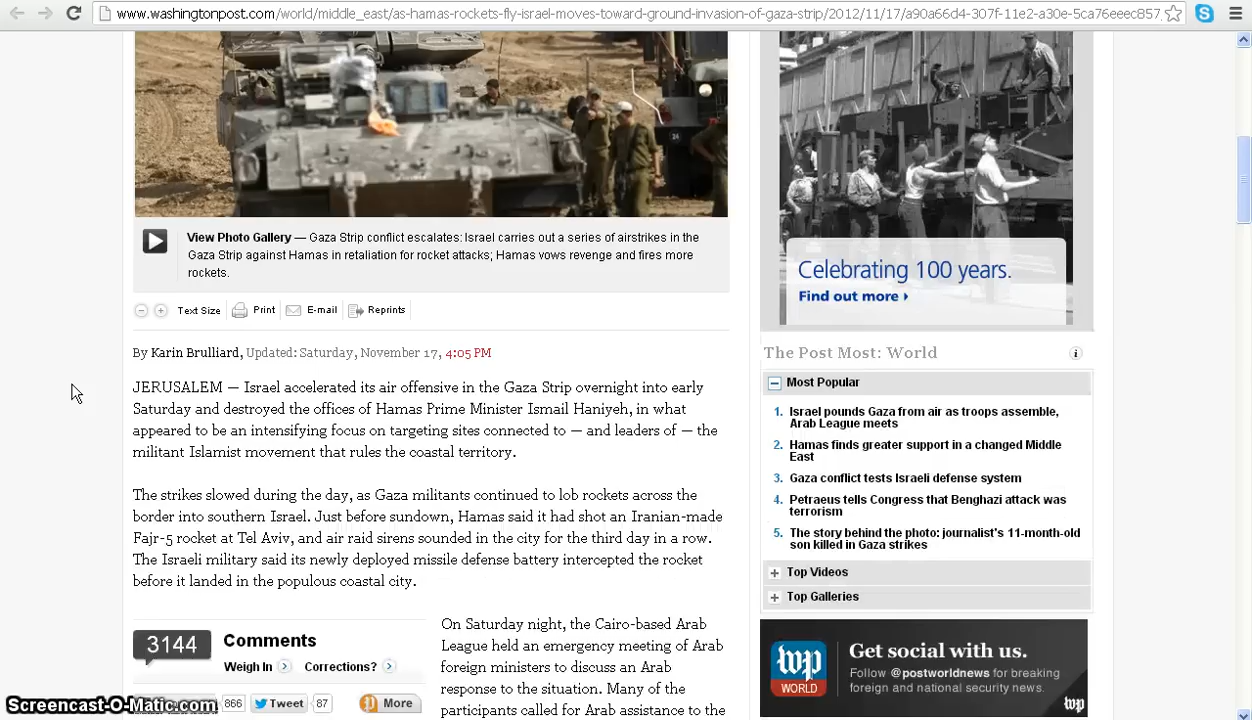 www.washingtonpost.com/world/middle_east/as-hamas-rockets-fly-israel-moves-toward-ground-invasion-of-gaza-strip/2012/11/17/a90a66d4-307f-11e2-a30e-5ca76eeec857_
24
View Photo Gallery — Gaza Strip conflict escalates: Israel carries out a series of airstrikes in the
Gaza Strip against Hamas in retaliation for rocket attacks; Hamas vows revenge and fires more
rockets.
Text Size Print E-mail Reprints
By Karin Brulliard, Updated: Saturday, November 17, 4:05 PM
JERUSALEM — Israel accelerated its air offensive in the Gaza Strip overnight into early
Saturday and destroyed the offices of Hamas Prime Minister Ismail Haniyeh, in what
appeared to be an intensifying focus on targeting sites connected to — and leaders of — the
militant Islamist movement that rules the coastal territory.
The strikes slowed during the day, as Gaza militants continued to lob rockets across the
border into southern Israel. Just before sundown, Hamas said it had shot an Iranian-made
Fajr-5 rocket at Tel Aviv, and air raid sirens sounded in the city for the third day in a row.
The Israeli military said its newly deployed missile defense battery intercepted the rocket
before it landed in the populous coastal city.
3144
Comments
Weigh In Corrections?
866 Tweet 87 More
On Saturday night, the Cairo-based Arab
League held an emergency meeting of Arab
foreign ministers to discuss an Arab
response to the situation. Many of the
participants called for Arab assistance to the
Celebrating 100 years.
Find out more
The Post Most: World
Most Popular
1. Israel pounds Gaza from air as troops assemble,
Arab League meets
2. Hamas finds greater support in a changed Middle
East
3. Gaza conflict tests Israeli defense system
4. Petraeus tells Congress that Benghazi attack was
terrorism
5. The story behind the photo: journalist's 11-month-old
son killed in Gaza strikes
Top Videos
Top Galleries
wp
WORLD
Get social with us.
Follow @postworldnews for breaking
foreign and national security news.
wp
Screencast-O-Matic.com